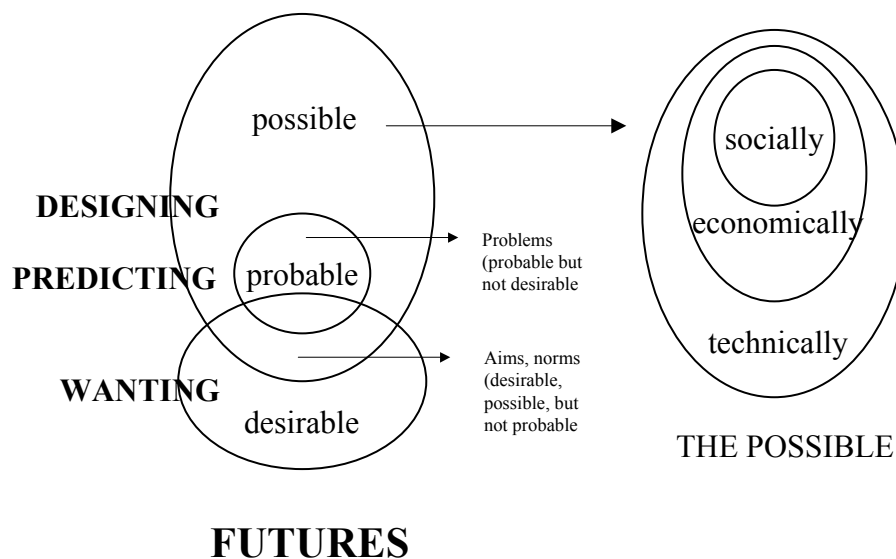 possible
DESIGNING
PREDICTING
probable
WANTING
desirable
Problems
(probable but
not desirable
Aims, norms
(desirable,
possible, but
not probable
FUTURES
socially
economically
technically
THE POSSIBLE